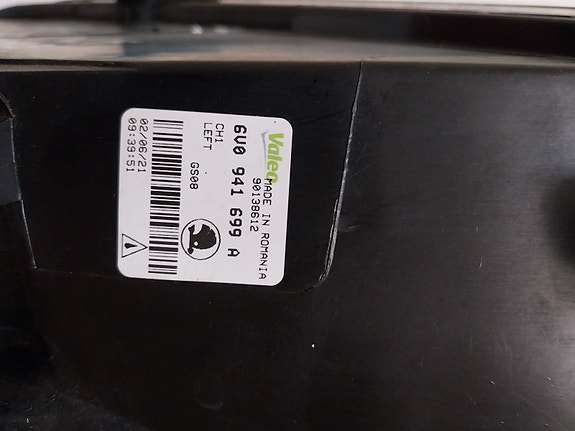 Valeo
MADE IN ROMANIA
90138612
6V0 941 699 A
CH1
LEFT
GS08
02/06/21
09:39:51